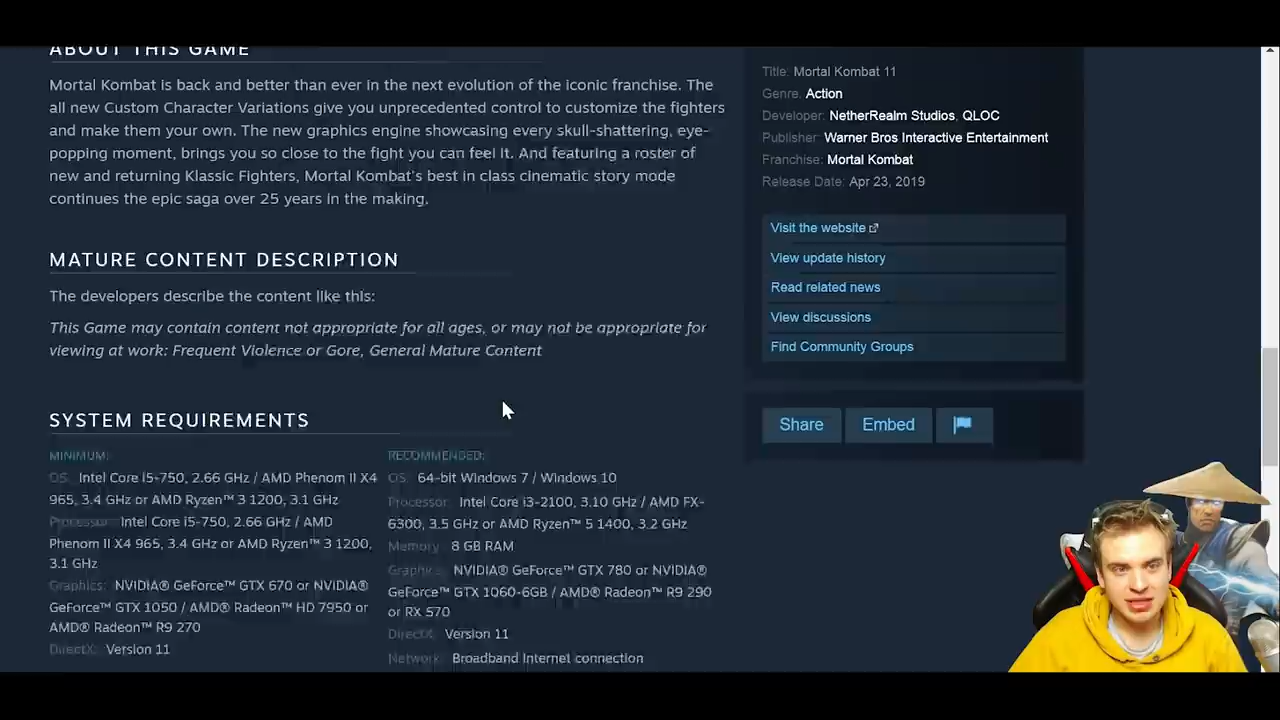 ABOUT THIS GAME
Mortal Kombat is back and better than ever in the next evolution of the iconic franchise. The
all new Custom Character Variations give you unprecedented control to customize the fighters
and make them your own. The new graphics engine showcasing every skull-shattering, eye-
popping moment, brings you so close to the fight you can feel it. And featuring a roster of
new and returning Klassic Fighters, Mortal Kombat's best in class cinematic story mode
continues the epic saga over 25 years in the making.
MATURE CONTENT DESCRIPTION
The developers describe the content like this:
This Game may contain content not appropriate for all ages, or may not be appropriate for
viewing at work: Frequent Violence or Gore, General Mature Content
SYSTEM REQUIREMENTS
MINIMUM:
OS: Intel Core i5-750, 2.66 GHz / AMD Phenom II X4
965, 3.4 GHz or AMD Ryzen™ 3 1200, 3.1 GHz
Processor: Intel Core i5-750, 2.66 GHz / AMD
Phenom II X4 965, 3.4 GHz or AMD Ryzen™ 3 1200,
3.1 GHz
Graphics: NVIDIA® GeForce™ GTX 670 or NVIDIA®
GeForce™ GTX 1050 / AMD® Radeon™ HD 7950 or
AMD® Radeon™ R9 270
DirectX: Version 11
RECOMMENDED:
OS: 64-bit Windows 7 / Windows 10
Processor: Intel Core i3-2100, 3.10 GHz / AMD FX-
6300, 3.5 GHz or AMD Ryzen™ 5 1400, 3.2 GHz
Memory: 8 GB RAM
Graphics: NVIDIA® GeForce™ GTX 780 or NVIDIA®
GeForce™ GTX 1060-6GB / AMD® Radeon™ R9 290
or RX 570
DirectX: Version 11
Network: Broadband Internet connection
Title: Mortal Kombat 11
Genre: Action
Developer: NetherRealm Studios, QLOC
Publisher: Warner Bros Interactive Entertainment
Franchise: Mortal Kombat
Release Date: Apr 23, 2019
Visit the website
View update history
Read related news
View discussions
Find Community Groups
Share
Embed